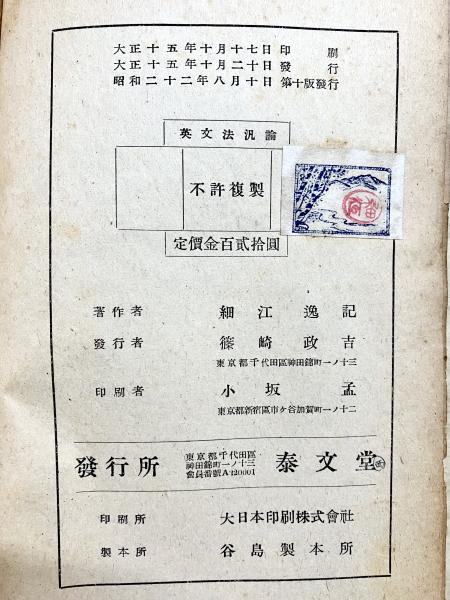 大正十五年十月十七日印刷
大正十五年十月二十日發行
昭和二十二年八月十日第十版發行
英文法汎論
不許複製
定價金百貳拾圓
著作者 細江逸記
發行者 篠崎政吉
東京都千代田區神田錦町一ノ十三
印刷者 小坂孟
東京都新宿區市ケ谷加賀町一ノ十二
發行所 東京都千代田區神田錦町一ノ十三會員番號A120001 泰文堂
印刷所 大日本印刷株式會社
製本所 谷島製本所